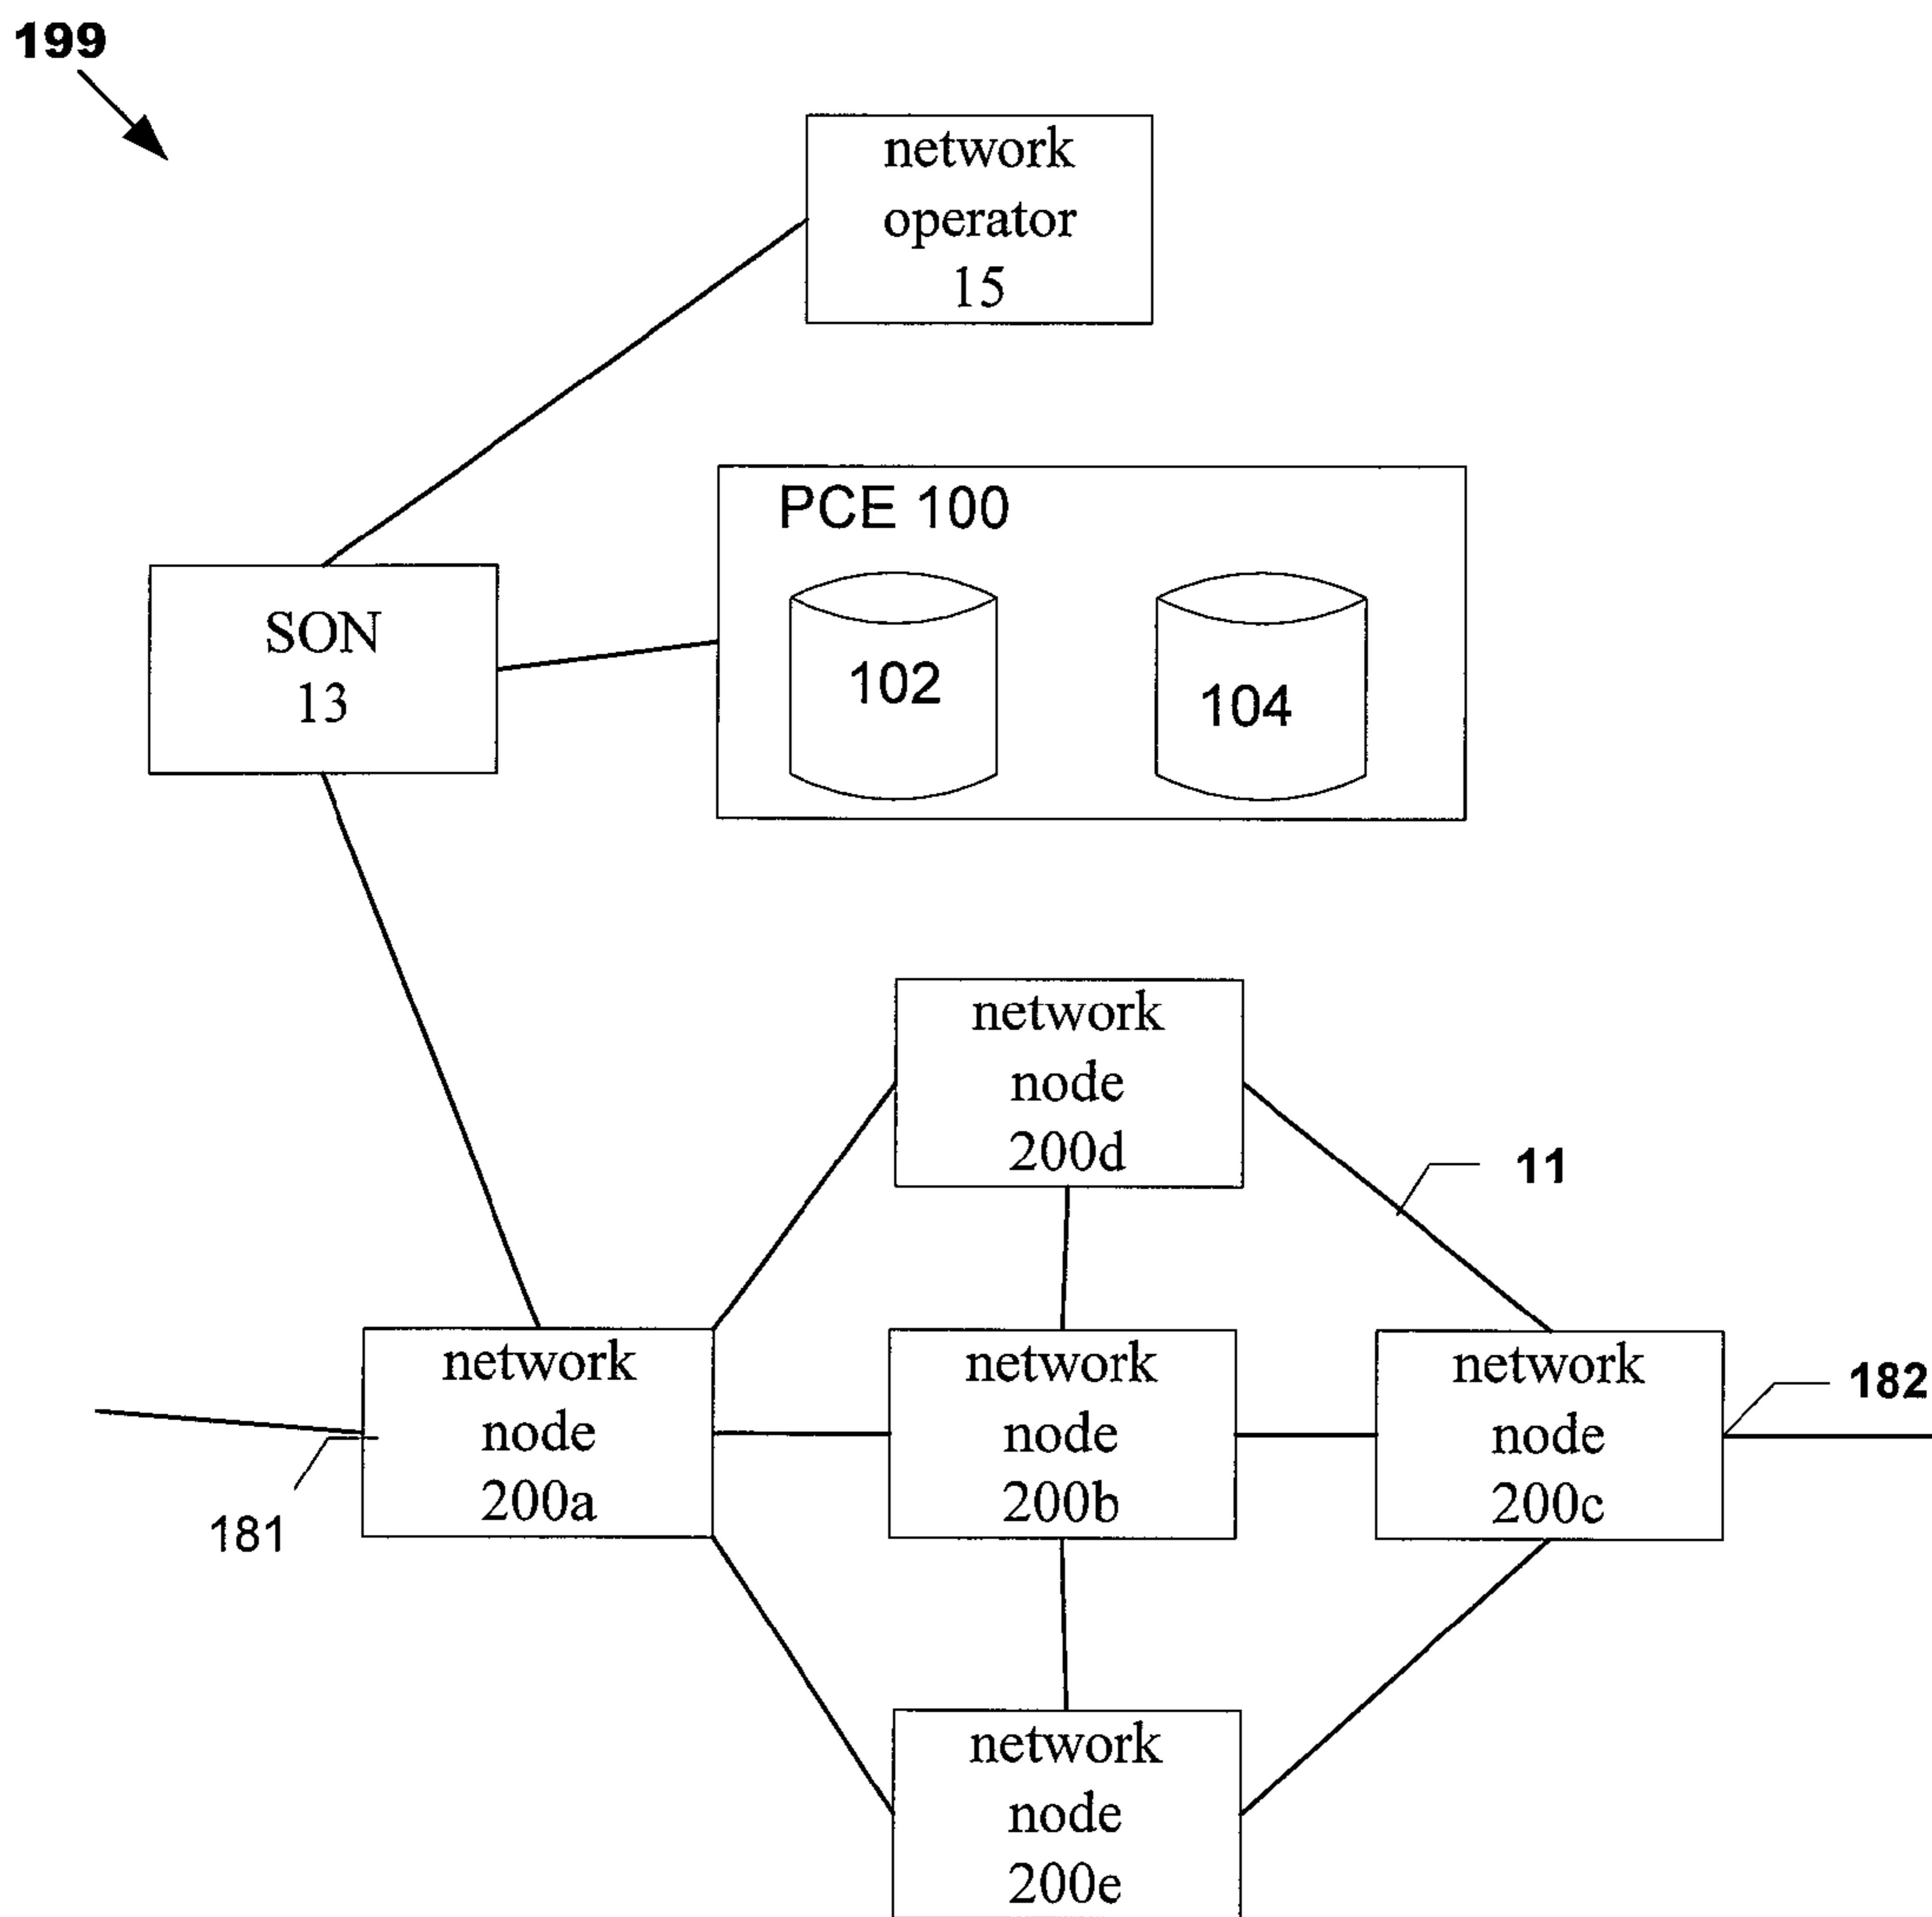 199
network
operator
15
PCE 100
SON
13
102
104
network
node
200d
11
network
node
200a
network
node
200b
network
node
200c
182
181
network
node
200e